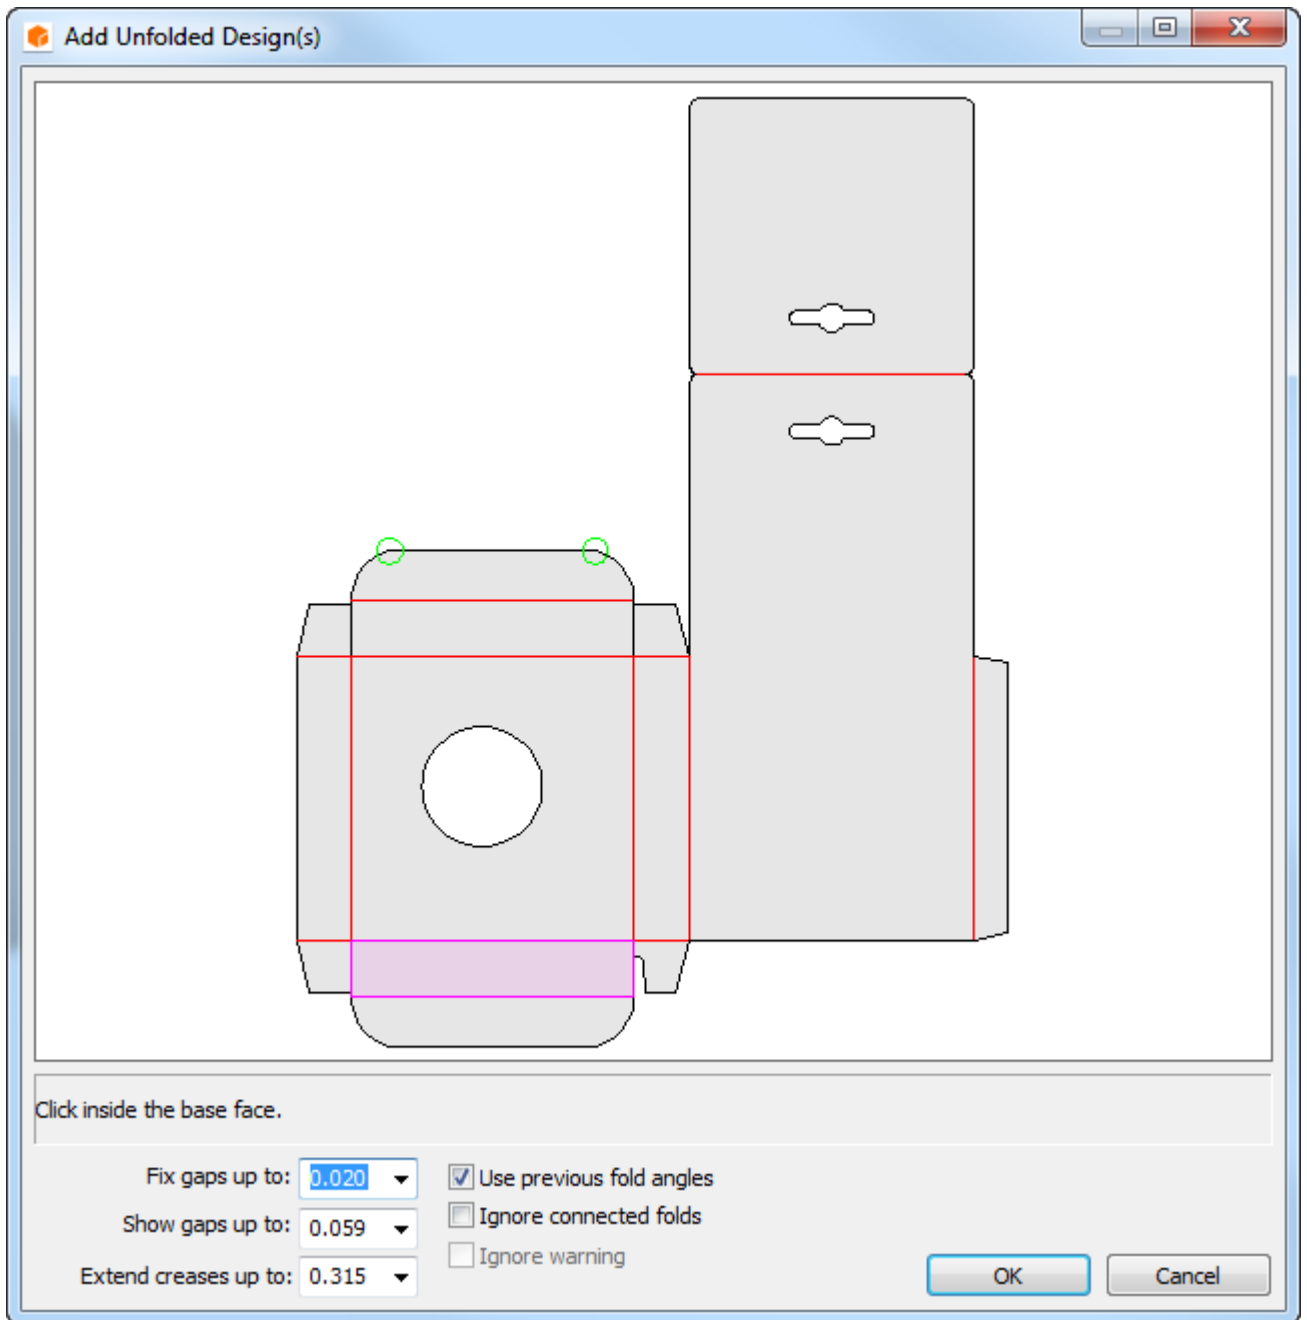 Add Unfolded Design(s)
Click inside the base face.
Fix gaps up to: 0.020
Use previous fold angles
Show gaps up to: 0.059
Ignore connected folds
Ignore warning
Extend creases up to: 0.315
OK
Cancel